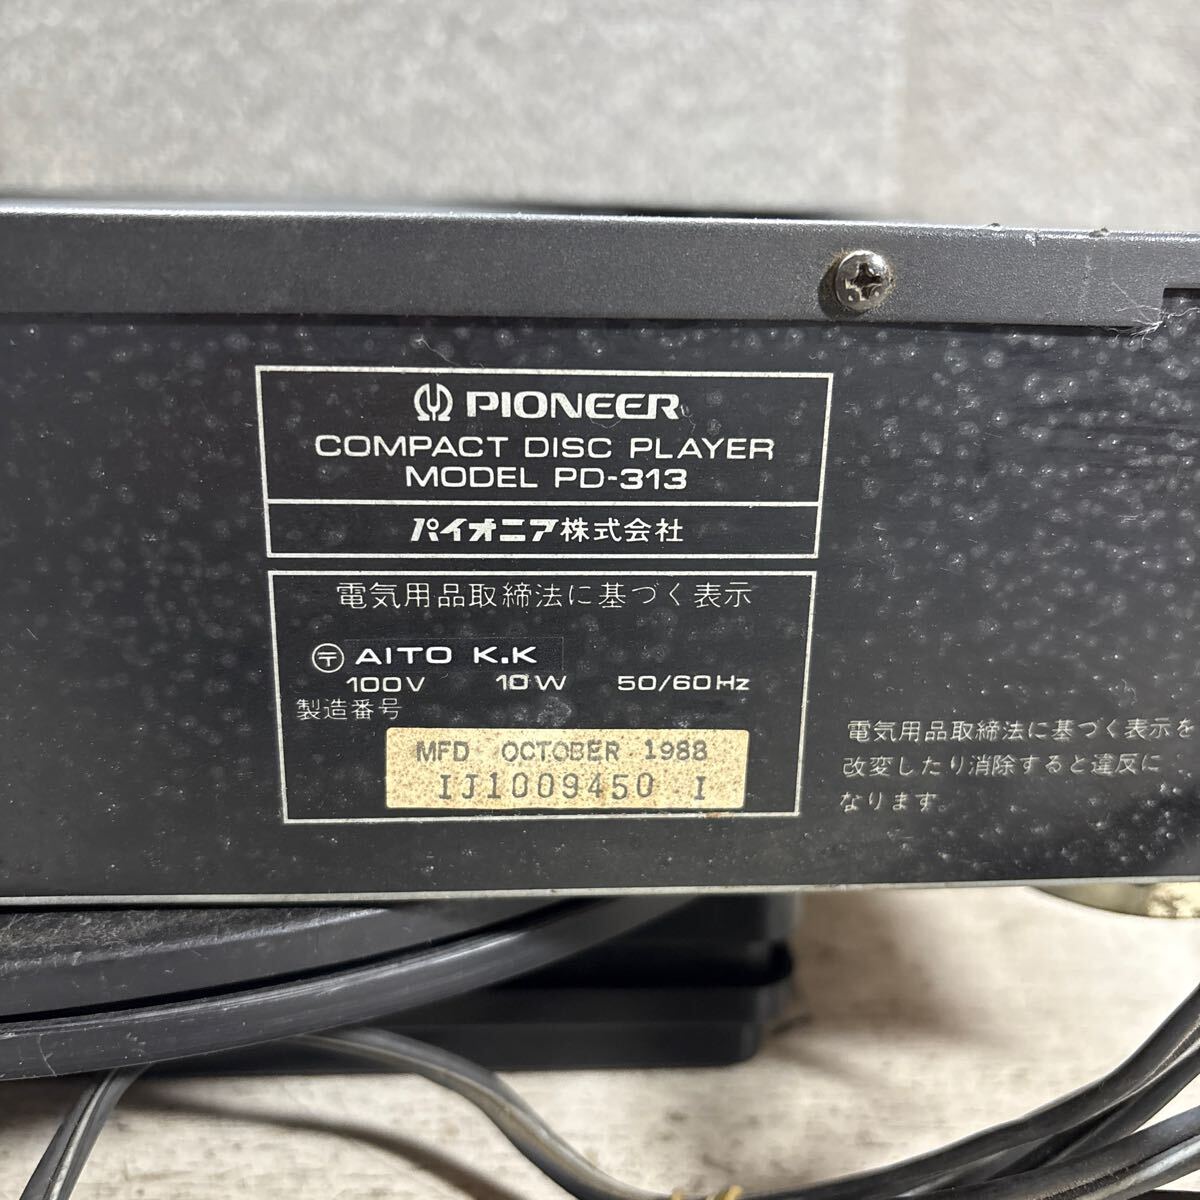 PIONEER
COMPACT DISC PLAYER
MODEL PD-313
パイオニア株式会社
電気用品取締法に基づく表示
〒 AITO K.K
100V 10W 50/60Hz
製造番号
MFD OCTOBER 1988
IJ1009450 I
電気用品取締法に基づく表示を
改変したり消除すると違反に
なります。